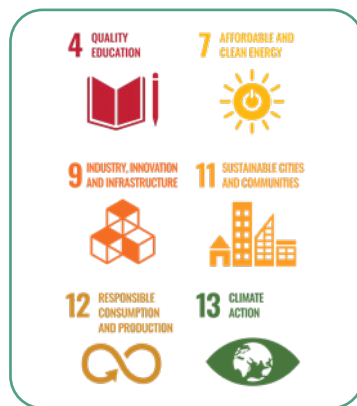 4 QUALITY
EDUCATION
7 AFFORDABLE AND
CLEAN ENERGY
9 INDUSTRY, INNOVATION
AND INFRASTRUCTURE
11 SUSTAINABLE CITIES
AND COMMUNITIES
12 RESPONSIBLE
CONSUMPTION
AND PRODUCTION
13 CLIMATE
ACTION